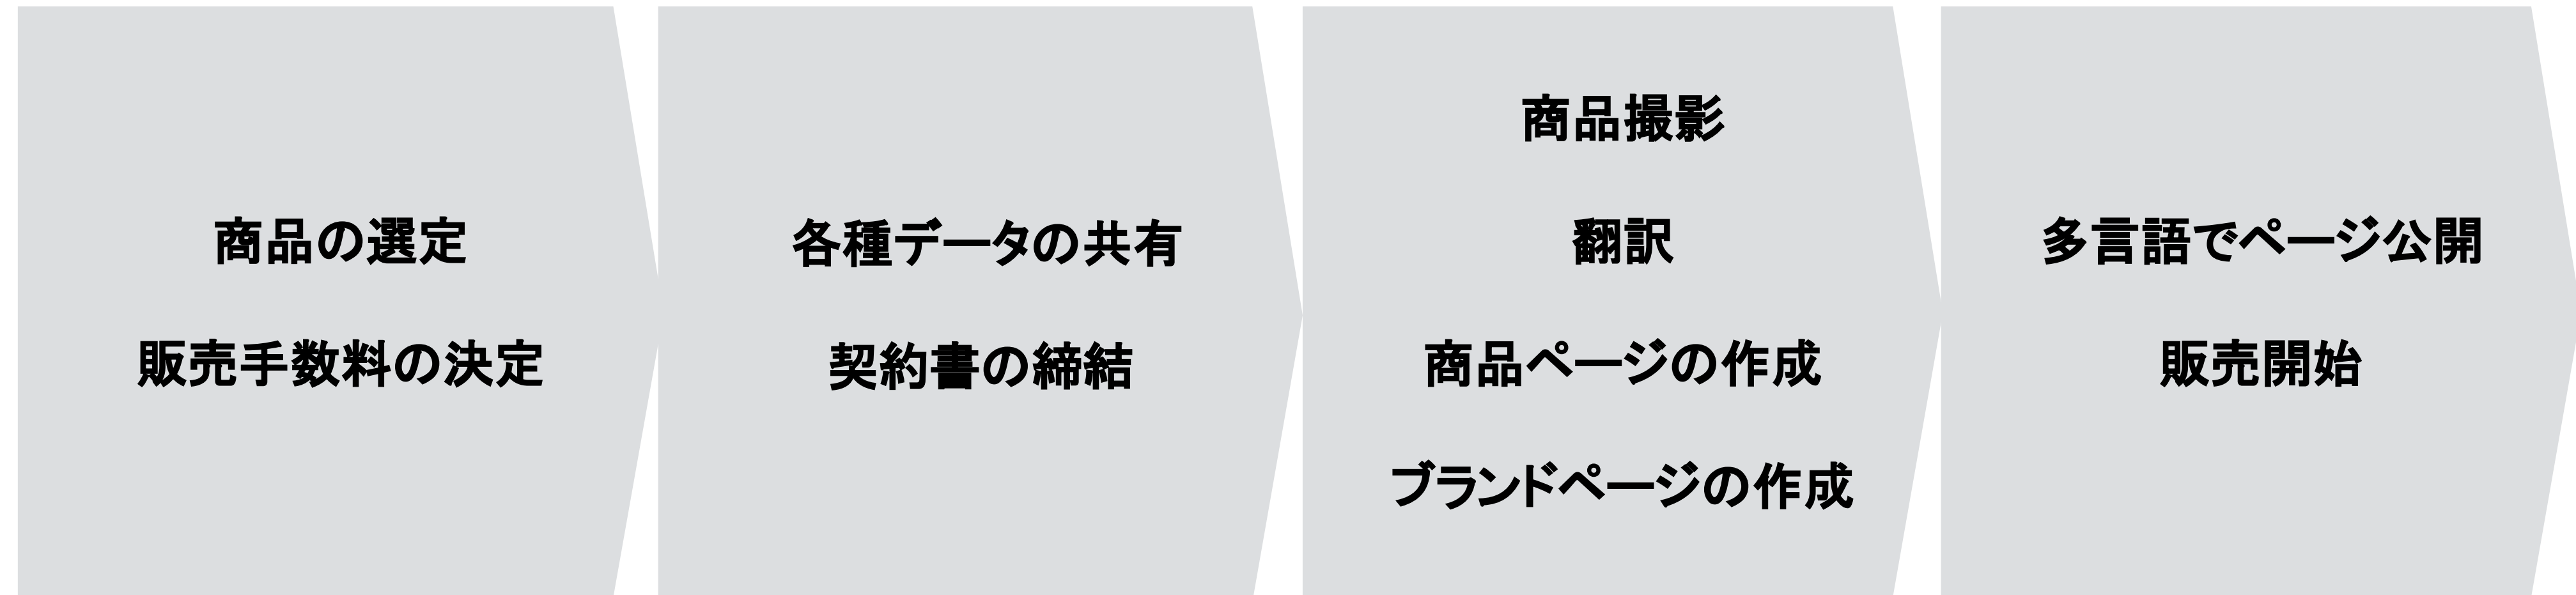 商品の選定
販売手数料の決定
各種データの共有
契約書の締結
商品撮影
翻訳
商品ページの作成
ブランドページの作成
多言語でページ公開
販売開始